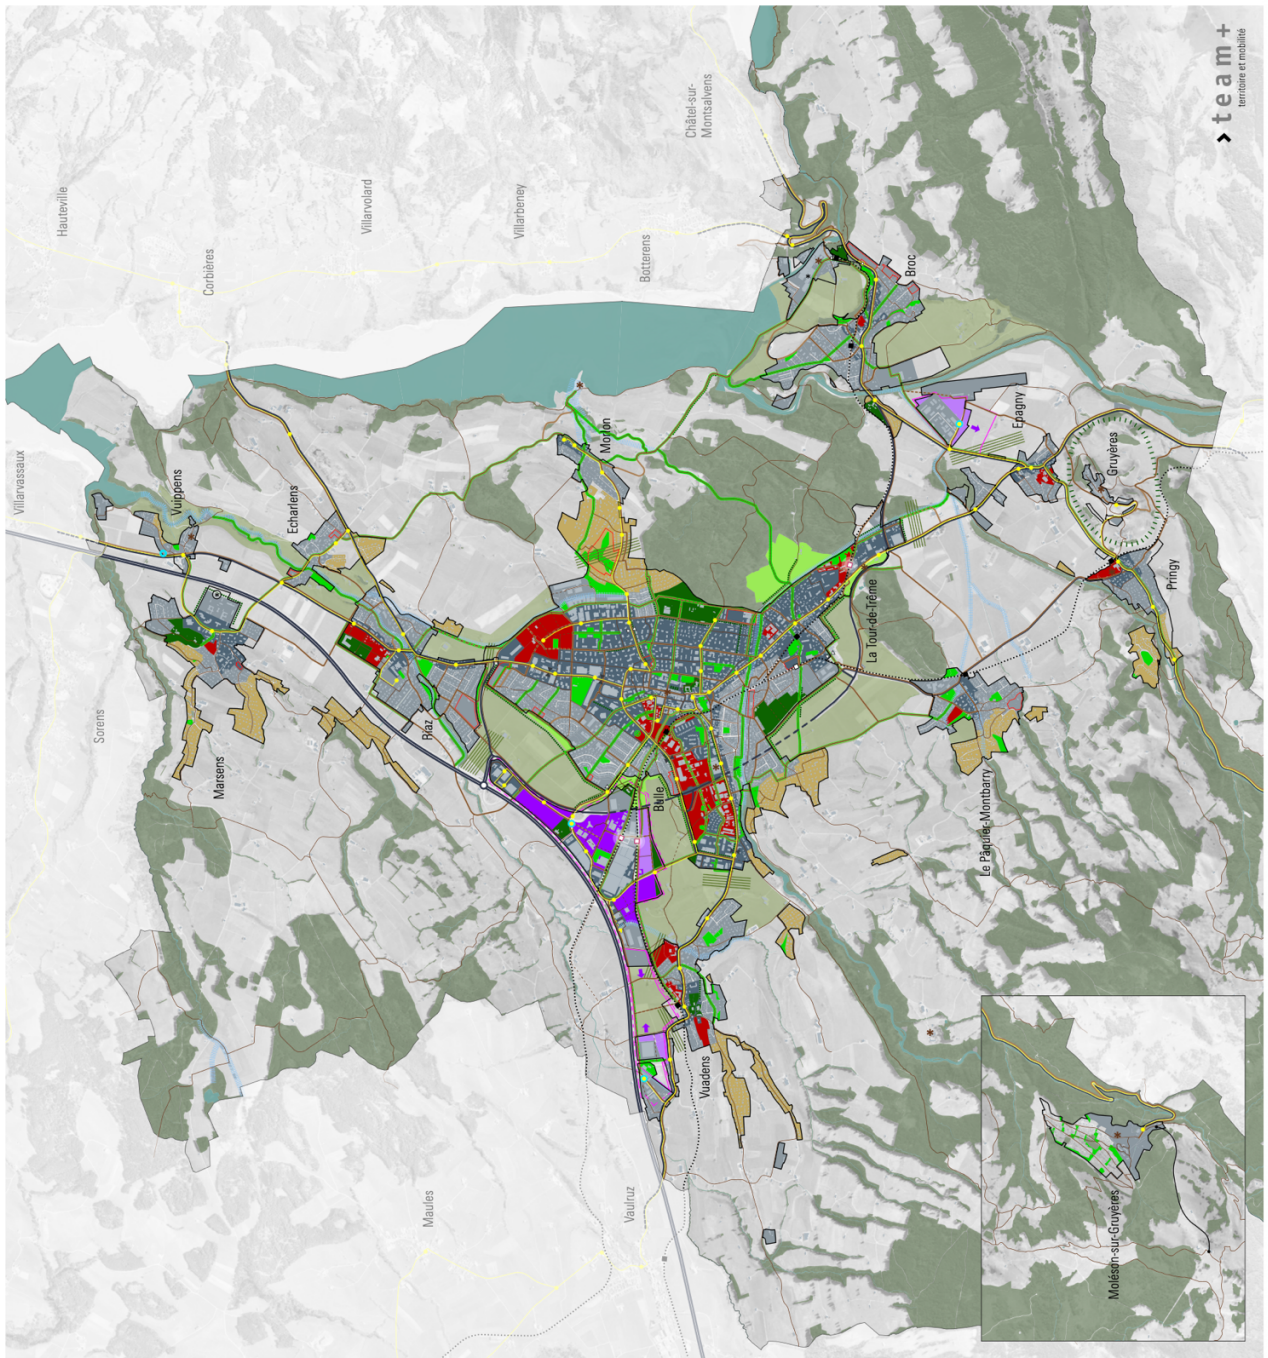 team+
territoire et mobilité
Châtel-sur-
Montsalvens
Hauteville
Villarvolard
Villarbeney
Corbières
Botterens
Broc
Villarvassaux
Vuippens
Echarlens
Morlon
Epagny
Gruyères
Pringy
La Tour-de-Trême
Sorens
Marsens
Riaz
Bulle
Le Pâquier-Montbarry
Vuadens
Maules
Vaulruz
Moléson-sur-Gruyères